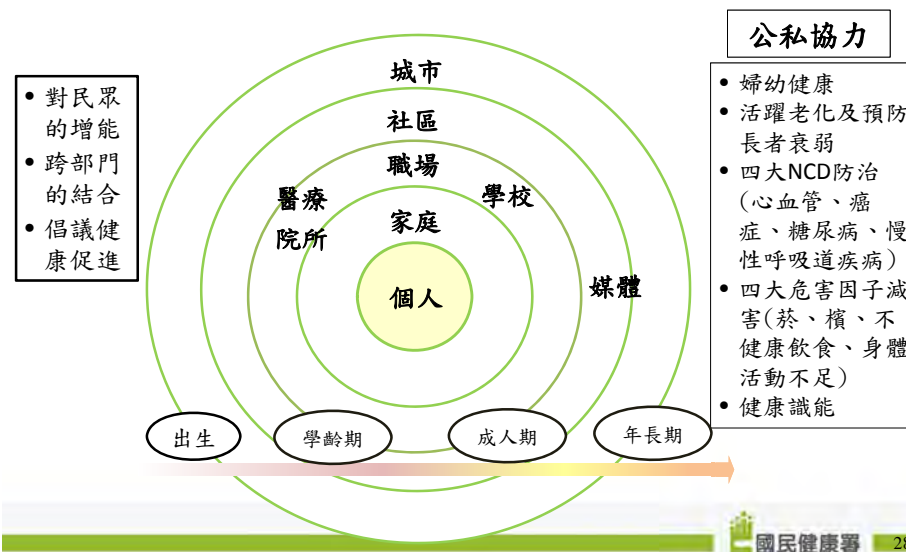 公私協力
• 對民眾
的增能
• 跨部門
的結合
• 倡議健
康促進
城市
社區
職場
醫療
院所
學校
家庭
媒體
個人
• 婦幼健康
• 活躍老化及預防
長者衰弱
• 四大NCD防治
(心血管、癌
症、糖尿病、慢
性呼吸道疾病)
• 四大危害因子減
害(菸、檳、不
健康飲食、身體
活動不足)
• 健康識能
出生
學齡期
成人期
年長期
國民健康署
28